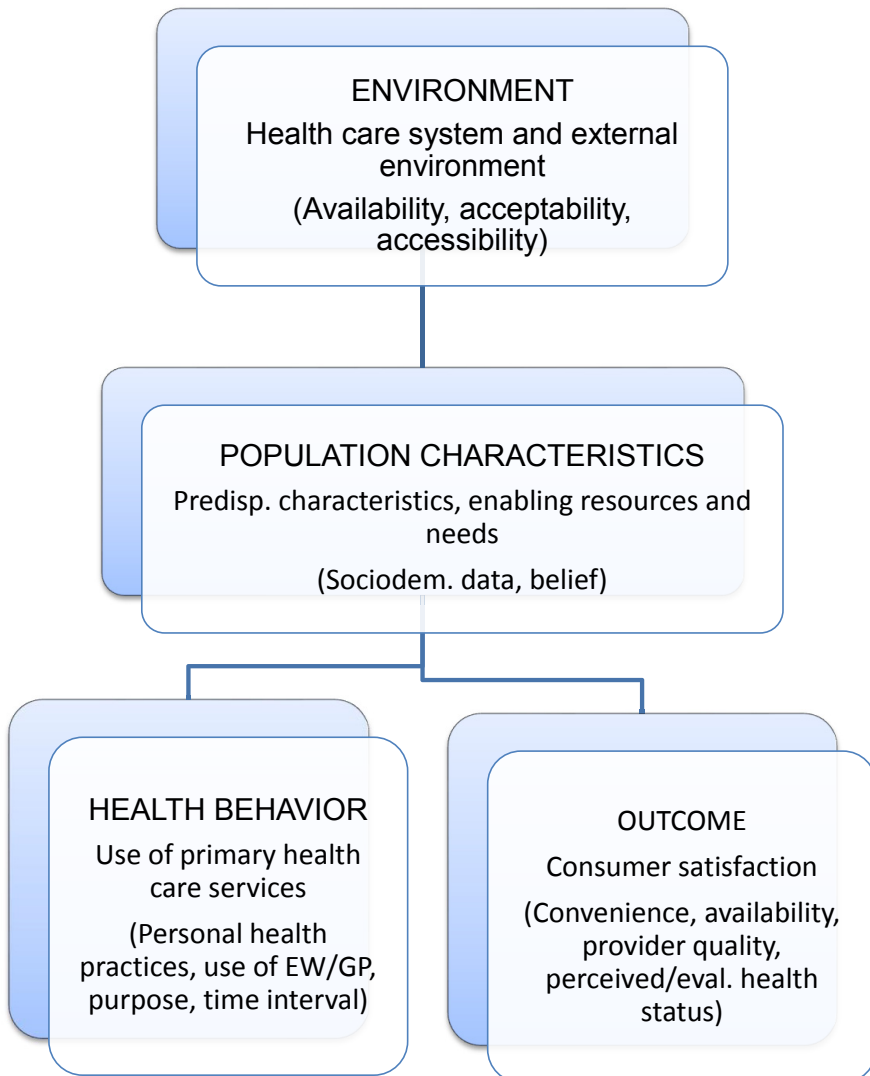 ENVIRONMENT
Health care system and external
environment
(Availability, acceptability,
accessibility)
POPULATION CHARACTERISTICS
Predisp. characteristics, enabling resources and
needs
(Sociodem. data, belief)
HEALTH BEHAVIOR
Use of primary health
care services
(Personal health
practices, use of EW/GP,
purpose, time interval)
OUTCOME
Consumer satisfaction
(Convenience, availability,
provider quality,
perceived/eval. health
status)